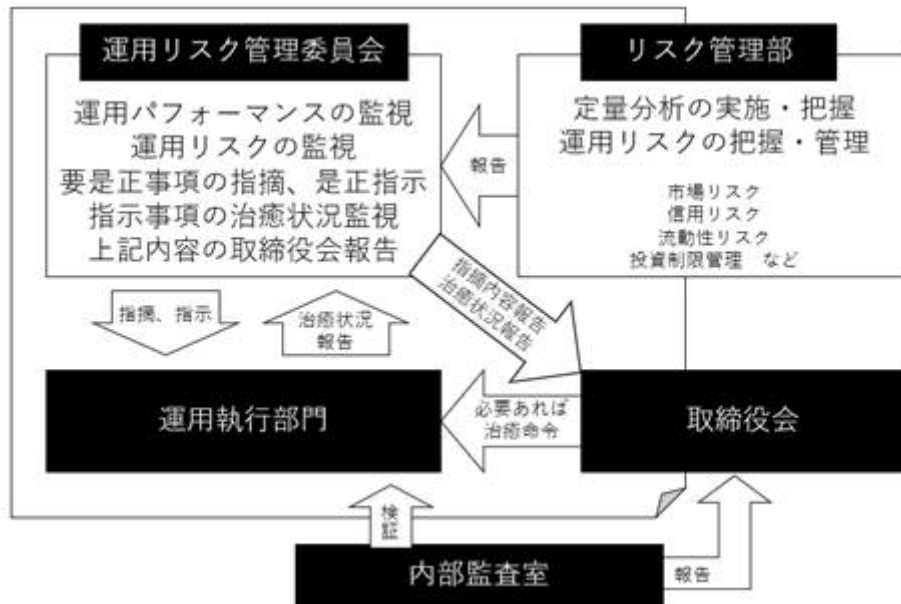 運用リスク管理委員会
運用パフォーマンスの監視
運用リスクの監視
要是正事項の指摘、是正指示
指示事項の治癒状況監視
上記内容の取締役会報告
リスク管理部
定量分析の実施・把握
運用リスクの把握・管理
市場リスク
信用リスク
流動性リスク
投資制限管理　など
報告
指摘内容報告
治癒状況報告
指摘、指示
治癒状況
報告
運用執行部門
必要あれば
治癒命令
取締役会
検証
内部監査室
報告